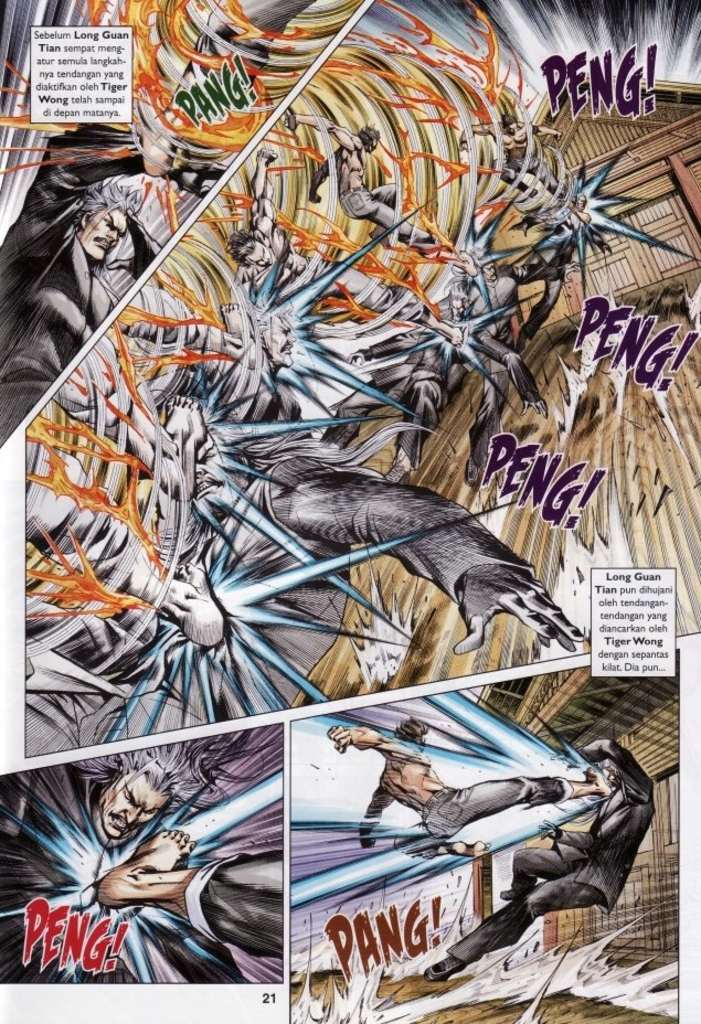 Sebelum Long Guan
Tian sempat meng-
atur semula langkah-
nya tendangan yang
diaktifkan oleh Tiger
Wong telah sampai
di depan matanya.
PANG!
PENG!
PENG!
PENG!
Long Guan
Tian pun dihujani
oleh tendangan-
tendangan yang
diancarkan oleh
Tiger Wong
dengan sepantas
kilat. Dia pun...
PENG!
PANG!
21